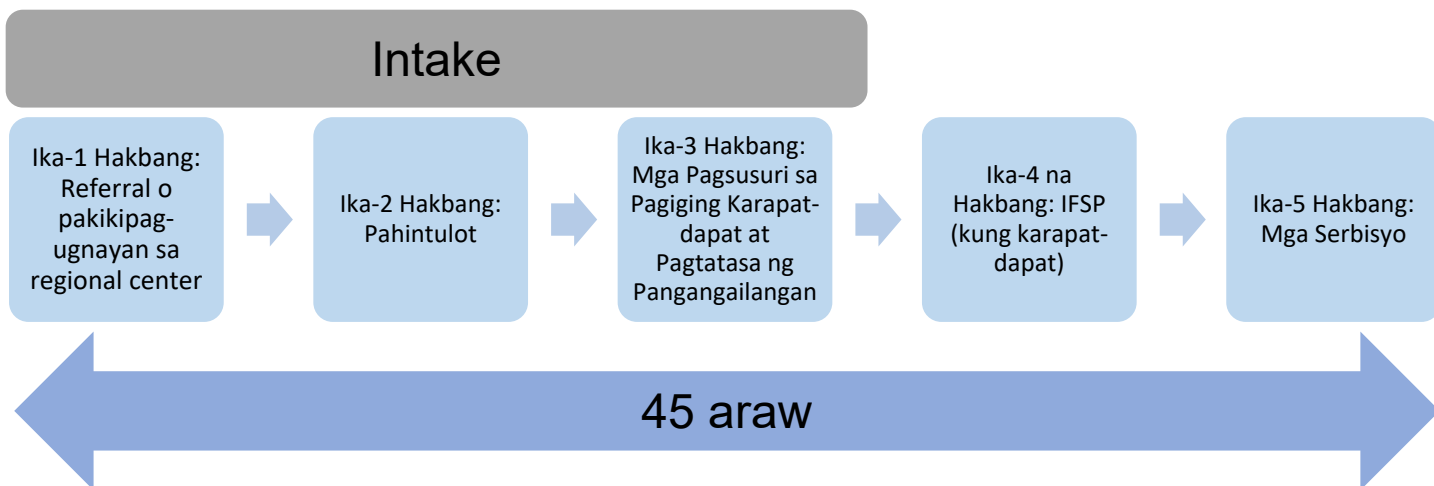 Intake
Ika-1 Hakbang:
Referral o
pakikipag-
ugnayan sa
regional center
Ika-2 Hakbang:
Pahintulot
Ika-3 Hakbang:
Mga Pagsusuri sa
Pagiging Karapat-
dapat at
Pagtatasa ng
Pangangailangan
Ika-4 na
Hakbang: IFSP
(kung karapat-
dapat)
Ika-5 Hakbang:
Mga Serbisyo
45 araw